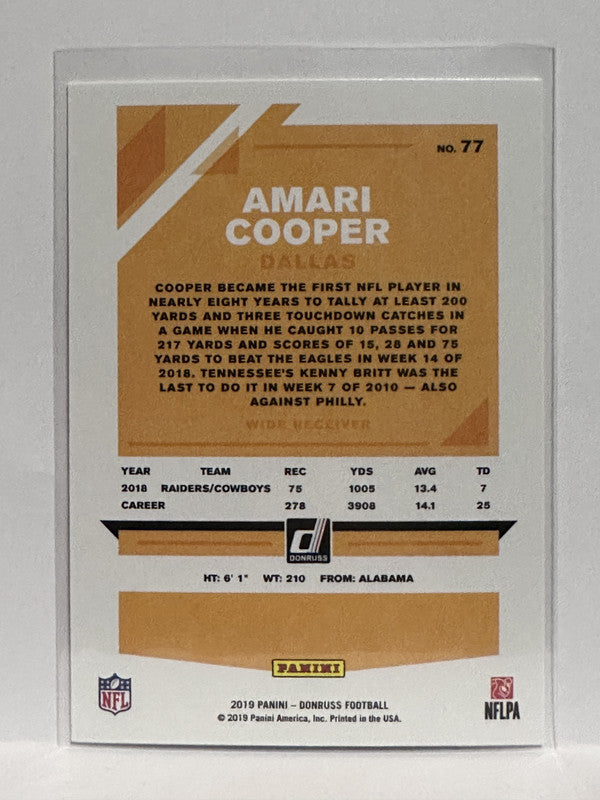 NO. 77
AMARI
COOPER
DALLAS
COOPER BECAME THE FIRST NFL PLAYER IN
NEARLY EIGHT YEARS TO TALLY AT LEAST 200
YARDS AND THREE TOUCHDOWN CATCHES IN
A GAME WHEN HE CAUGHT 10 PASSES FOR
217 YARDS AND SCORES OF 15, 28 AND 75
YARDS TO BEAT THE EAGLES IN WEEK 14 OF
2018. TENNESSEE'S KENNY BRITT WAS THE
LAST TO DO IT IN WEEK 7 OF 2010 — ALSO
AGAINST PHILLY.
WIDE RECEIVER
YEAR TEAM REC YDS AVG TD
2018 RAIDERS/COWBOYS 75 1005 13.4 7
CAREER 278 3908 14.1 25
d
DONRUSS
HT: 6' 1" WT: 210 FROM: ALABAMA
PANINI
NFL
2019 PANINI – DONRUSS FOOTBALL
© 2019 Panini America, Inc. Printed in the USA.
NFLPA